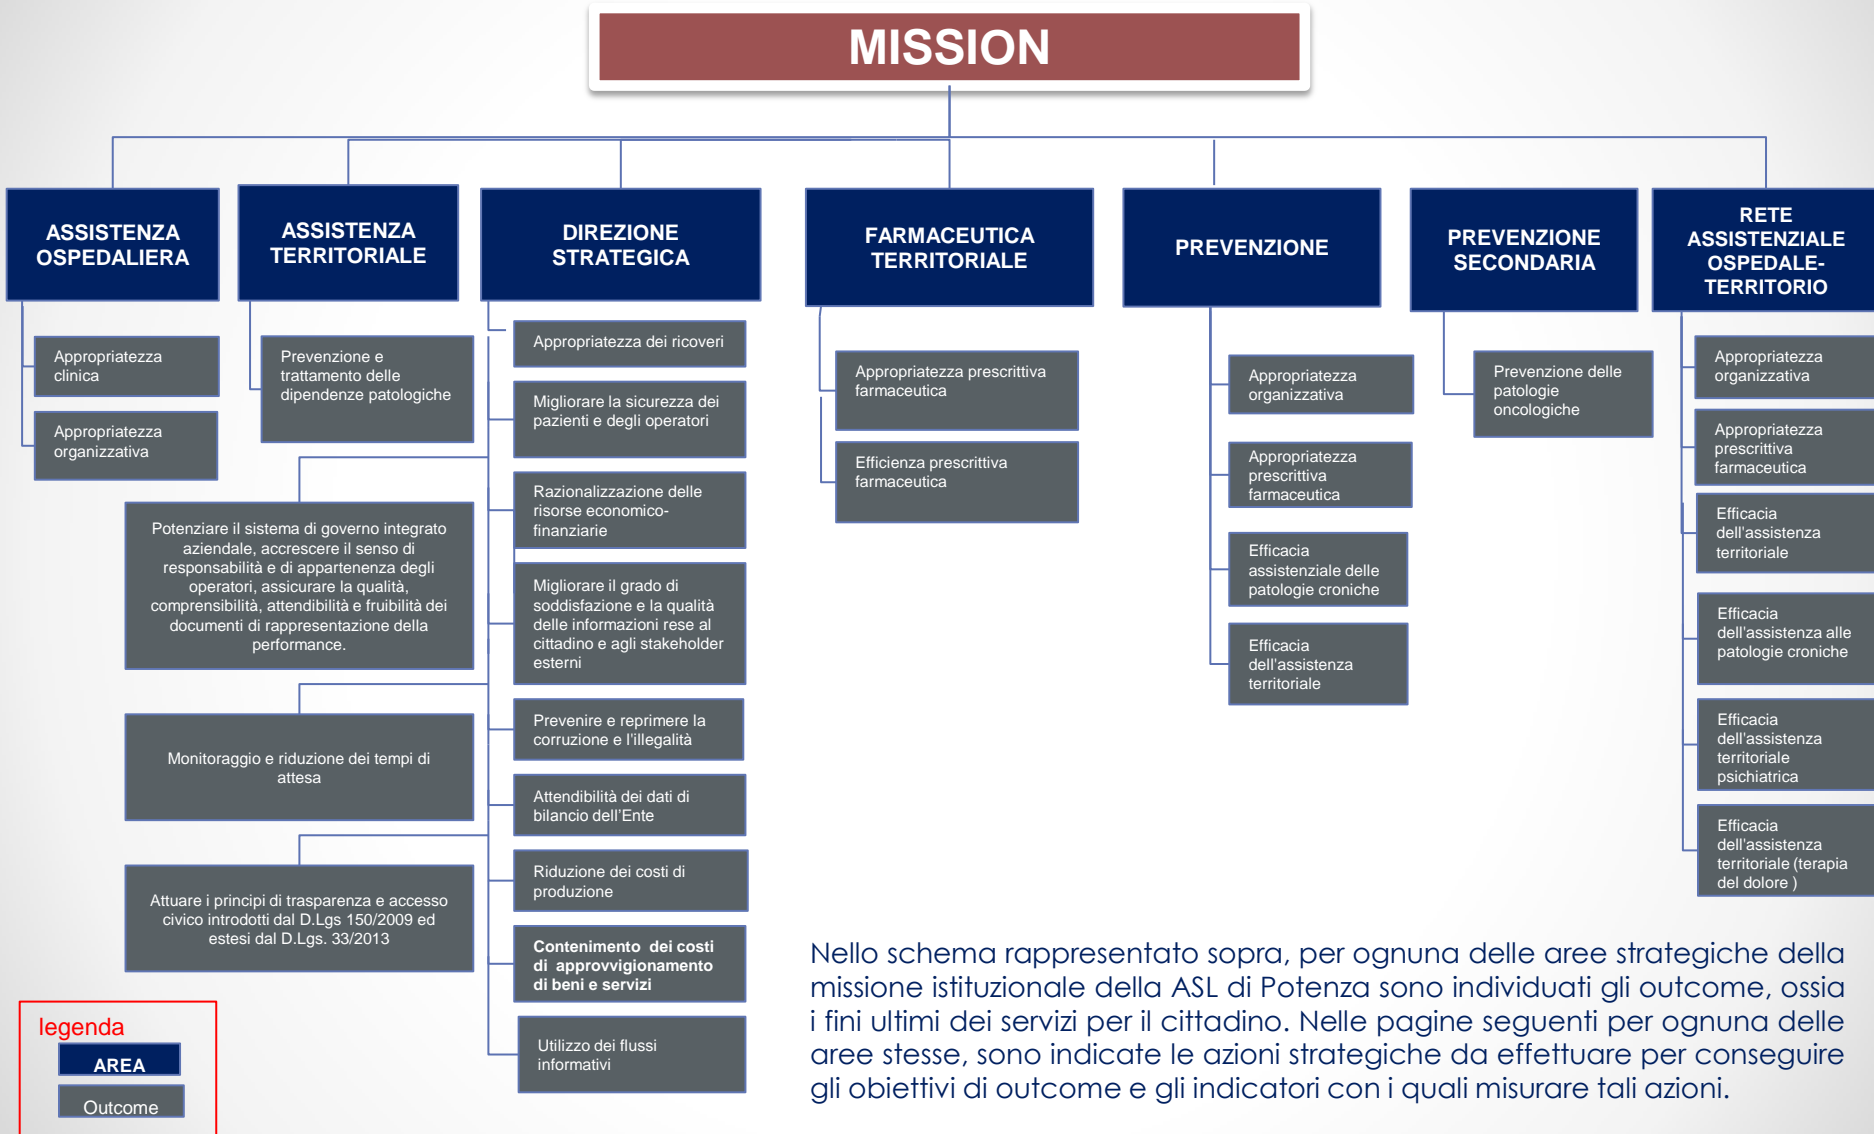 MISSION
ASSISTENZA
OSPEDALIERA
Appropriatezza
clinica
Appropriatezza
organizzativa
ASSISTENZA
TERRITORIALE
Prevenzione e
trattamento delle
dipendenze patologiche
DIREZIONE
STRATEGICA
Appropriatezza dei ricoveri
Migliorare la sicurezza dei
pazienti e degli operatori
Razionalizzazione delle
risorse economico-
finanziarie
Migliorare il grado di
soddisfazione e la qualità
delle informazioni rese al
cittadino e agli stakeholder
esterni
Prevenire e reprimere la
corruzione e l'illegalità
Attendibilità dei dati di
bilancio dell'Ente
Riduzione dei costi di
produzione
Contenimento dei costi
di approvvigionamento
di beni e servizi
Utilizzo dei flussi
informativi
Potenziare il sistema di governo integrato
aziendale, accrescere il senso di
responsabilità e di appartenenza degli
operatori, assicurare la qualità,
comprensibilità, attendibilità e fruibilità dei
documenti di rappresentazione della
performance.
Monitoraggio e riduzione dei tempi di
attesa
Attuare i principi di trasparenza e accesso
civico introdotti dal D.Lgs 150/2009 ed
estesi dal D.Lgs. 33/2013
FARMACEUTICA
TERRITORIALE
Appropriatezza prescrittiva
farmaceutica
Efficienza prescrittiva
farmaceutica
PREVENZIONE
Appropriatezza
organizzativa
Appropriatezza
prescrittiva
farmaceutica
Efficacia
assistenziale delle
patologie croniche
Efficacia
dell'assistenza
territoriale
PREVENZIONE
SECONDARIA
Prevenzione delle
patologie
oncologiche
RETE
ASSISTENZIALE
OSPEDALE-
TERRITORIO
Appropriatezza
organizzativa
Appropriatezza
prescrittiva
farmaceutica
Efficacia
dell'assistenza
territoriale
Efficacia
dell'assistenza alle
patologie croniche
Efficacia
dell'assistenza
territoriale
psichiatrica
Efficacia
dell'assistenza
territoriale (terapia
del dolore )
legenda
AREA
Outcome
Nello schema rappresentato sopra, per ognuna delle aree strategiche della
missione istituzionale della ASL di Potenza sono individuati gli outcome, ossia
i fini ultimi dei servizi per il cittadino. Nelle pagine seguenti per ognuna delle
aree stesse, sono indicate le azioni strategiche da effettuare per conseguire
gli obiettivi di outcome e gli indicatori con i quali misurare tali azioni.